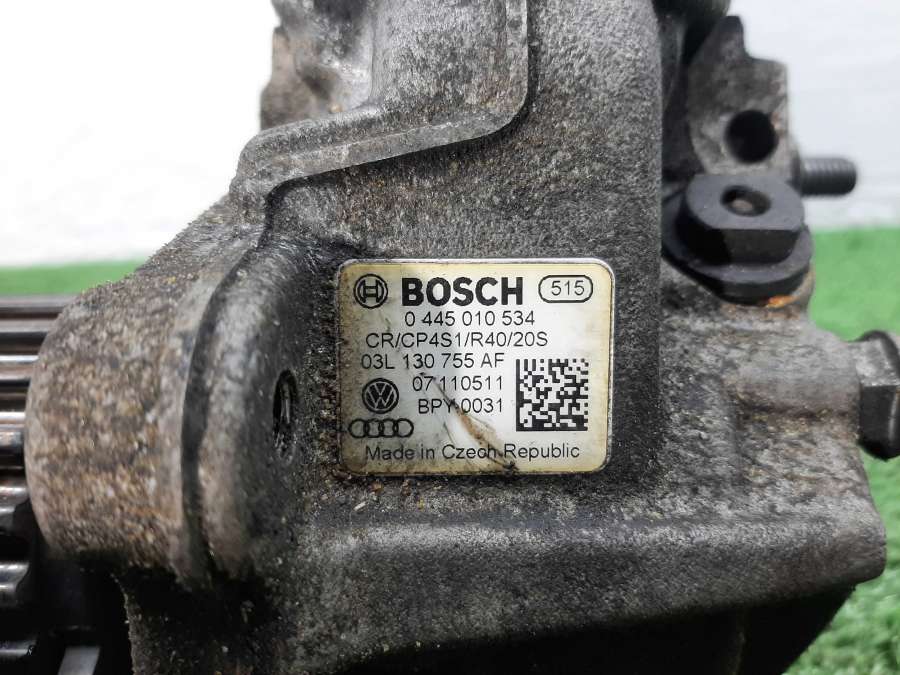 BOSCH 515
0 445 010 534
CR/CP4S1/R40/20S
03L 130 755 AF
07110511
BPY 0031
Made in Czech Republic